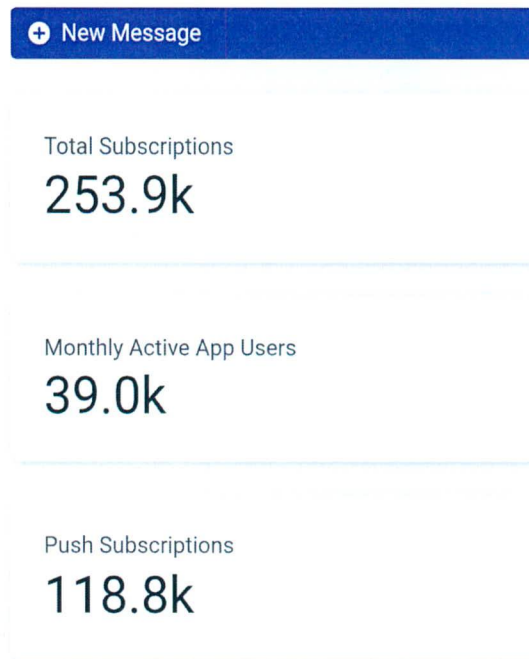 New Message
Total Subscriptions
253.9k
Monthly Active App Users
39.0k
Push Subscriptions
118.8k